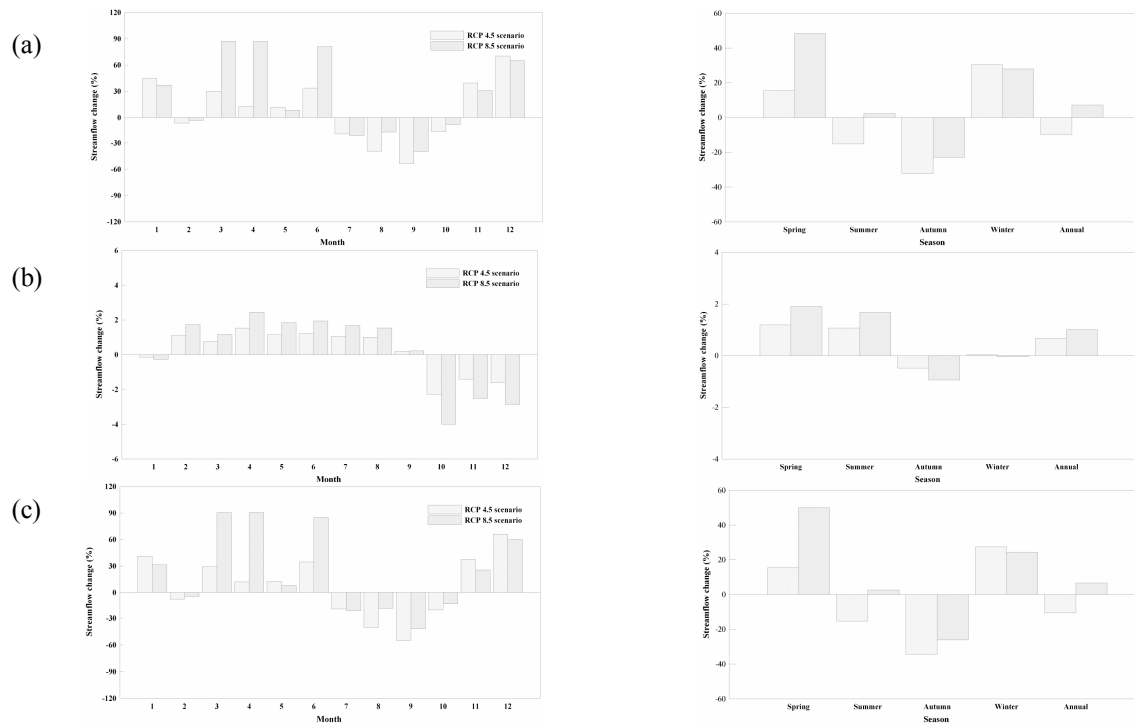 (a)
Streamflow change (%)
120
90
60
30
0
-30
-60
-90
-120
RCP 4.5 scenario
RCP 8.5 scenario
1 2 3 4 5 6 7 8 9 10 11 12
Month
Streamflow change (%)
60
40
20
0
-20
-40
-60
Spring Summer Autumn Winter Annual
Season
(b)
Streamflow change (%)
6
4
2
0
-2
-4
-6
RCP 4.5 scenario
RCP 8.5 scenario
1 2 3 4 5 6 7 8 9 10 11 12
Month
Streamflow change (%)
4
2
0
2
4
Spring Summer Autumn Winter Annual
Season
(c)
Streamflow change (%)
120
90
60
30
0
-30
-60
-90
-120
RCP 4.5 scenario
RCP 8.5 scenario
1 2 3 4 5 6 7 8 9 10 11 12
Month
Streamflow change (%)
60
40
20
0
-20
-40
-60
Spring Summer Autumn Winter Annual
Season